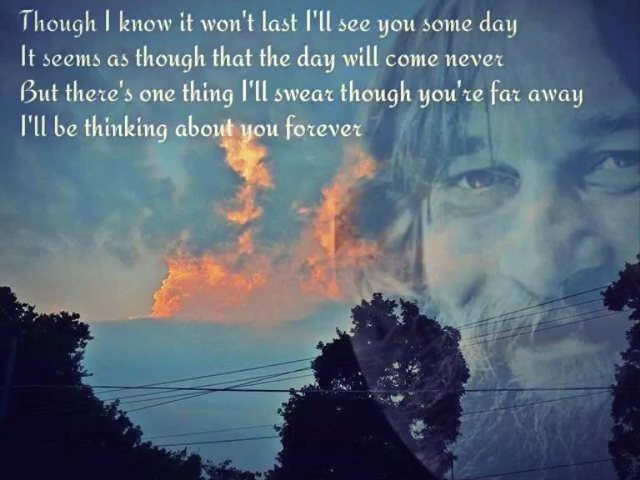 Though I know it won't last I'll see you some day
It seems as though that the day will come never
But there's one thing I'll swear though you're far away
I'll be thinking about you forever